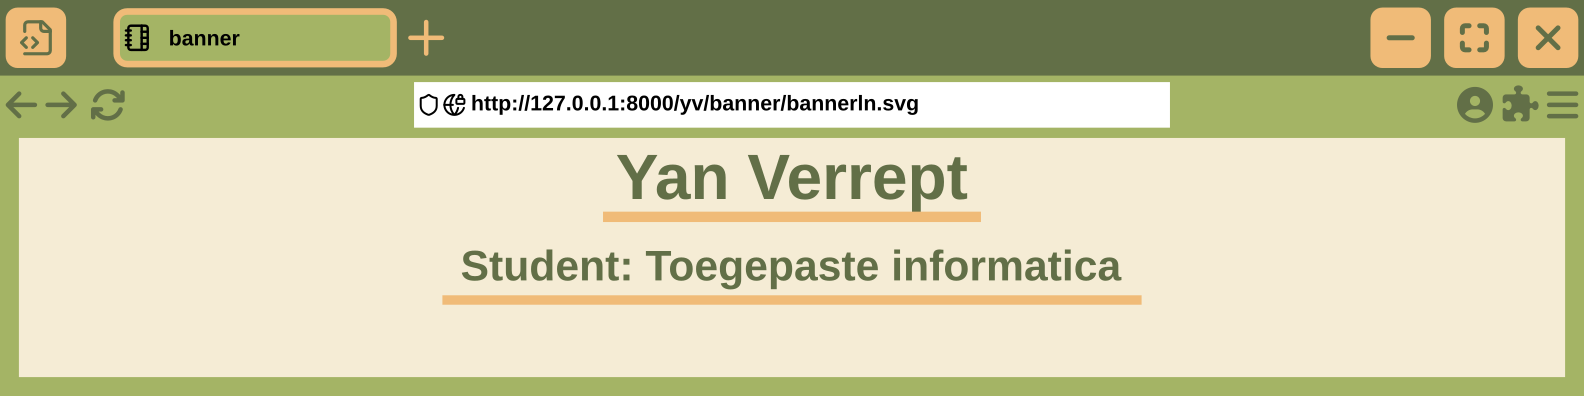 banner
http://127.0.0.1:8000/yv/banner/bannerln.svg
Yan Verrept
Student: Toegepaste informatica